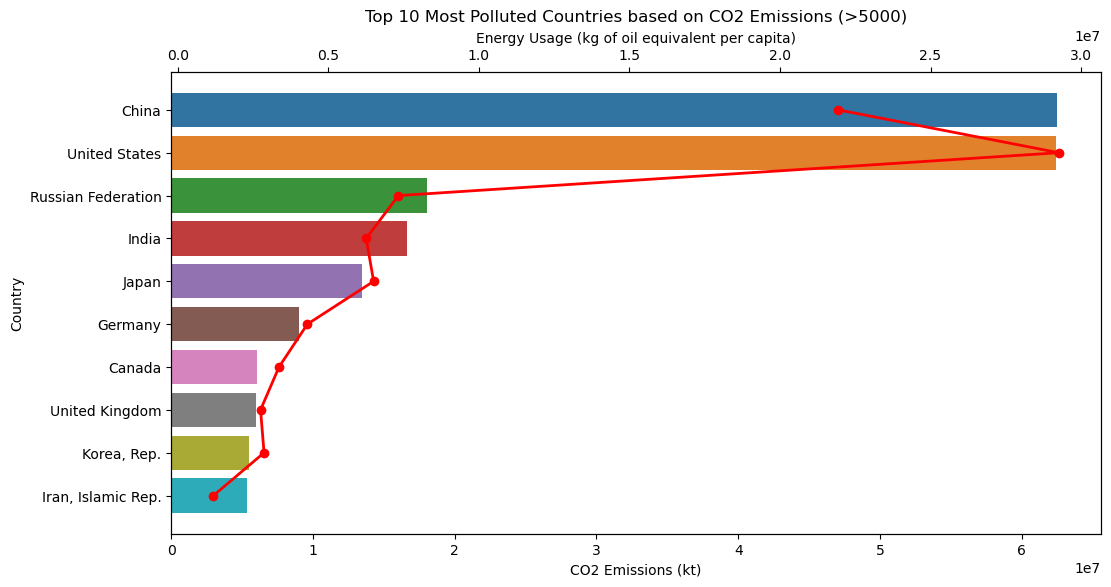 Top 10 Most Polluted Countries based on CO2 Emissions (>5000)
Energy Usage (kg of oil equivalent per capita)
1e7
0.0 0.5 1.0 1.5 2.0 2.5 3.0
China
United States
Russian Federation
India
Japan
Germany
Canada
United Kingdom
Korea, Rep.
Iran, Islamic Rep.
Country
0 1 2 3 4 5 6
CO2 Emissions (kt)
1e7